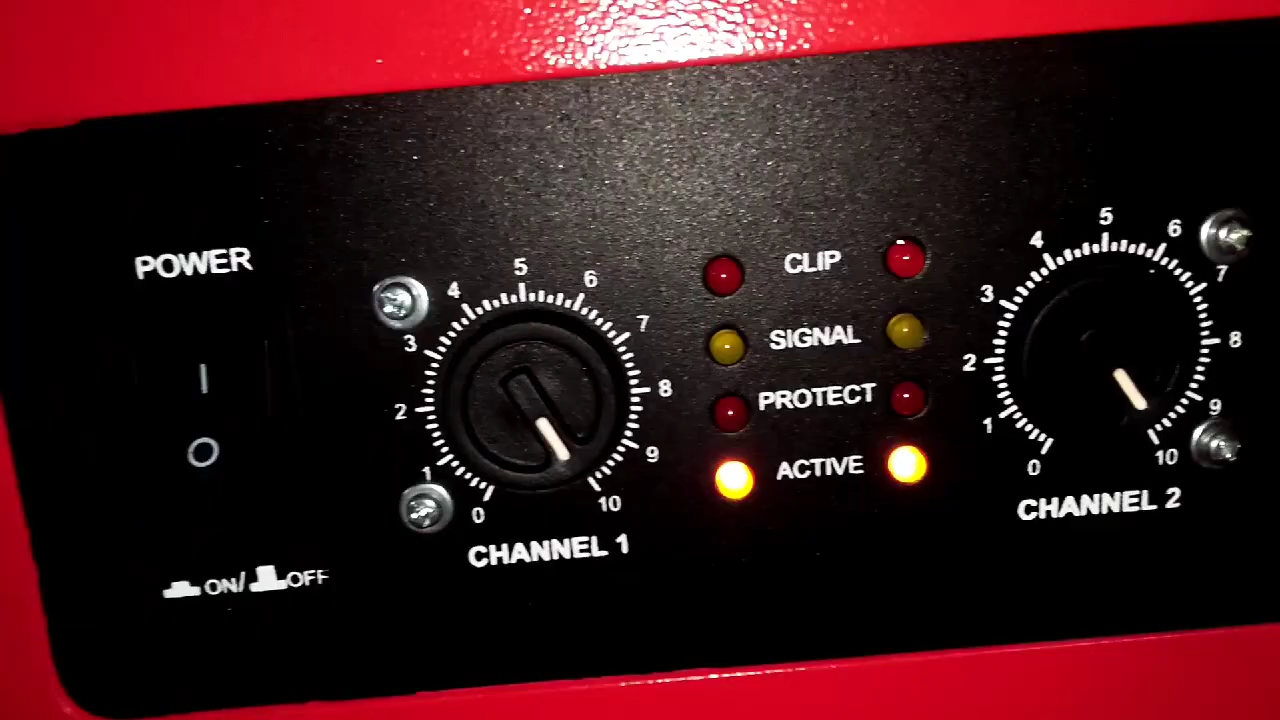 POWER
I
O
ON/ OFF
0 1 2 3 4 5 6 7 8 9 10
CHANNEL 1
CLIP
SIGNAL
PROTECT
ACTIVE
0 1 2 3 4 5 6 7 8 9 10
CHANNEL 2